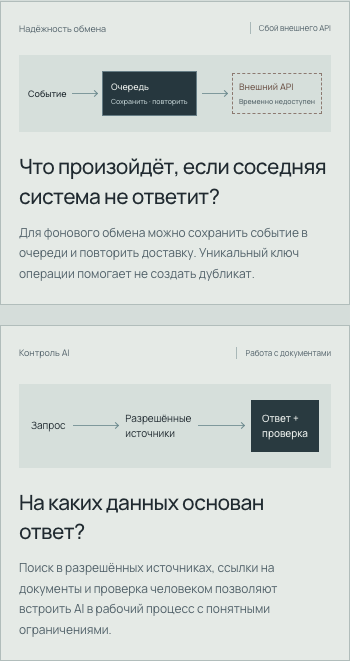 Надёжность обмена
Сбой внешнего API
Событие
Очередь
Сохранить · повторить
Внешний API
Временно недоступен
Что произойдёт, если соседняя
система не ответит?
Для фонового обмена можно сохранить событие в
очереди и повторить доставку. Уникальный ключ
операции помогает не создать дубликат.
Контроль AI
Работа с документами
Запрос
Разрешённые
источники
Ответ +
проверка
На каких данных основан
ответ?
Поиск в разрешённых источниках, ссылки на
документы и проверка человеком позволяют
встроить AI в рабочий процесс с понятными
ограничениями.